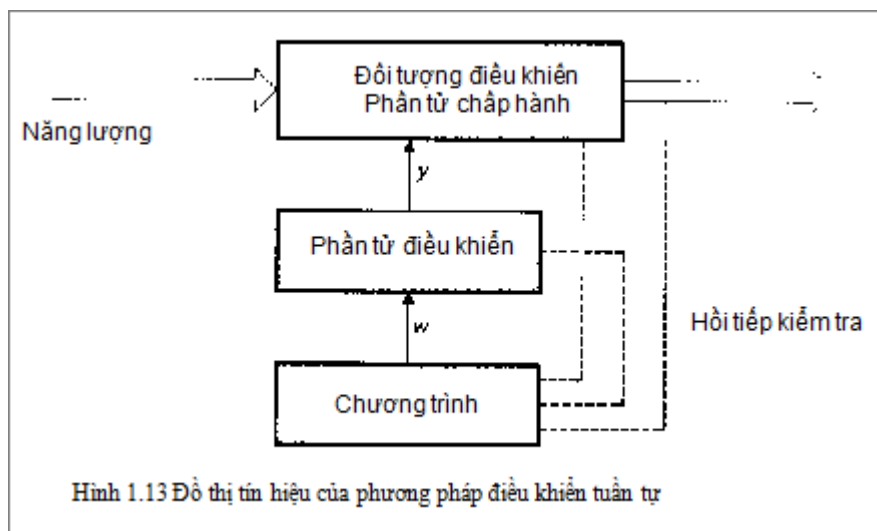 Đối tượng điều khiển
Phần tử chấp hành
Năng lượng
y
Phần tử điều khiển
w
Hồi tiếp kiểm tra
Chương trình
Hình 1.13 Đồ thị tín hiệu của phương pháp điều khiển tuần tự